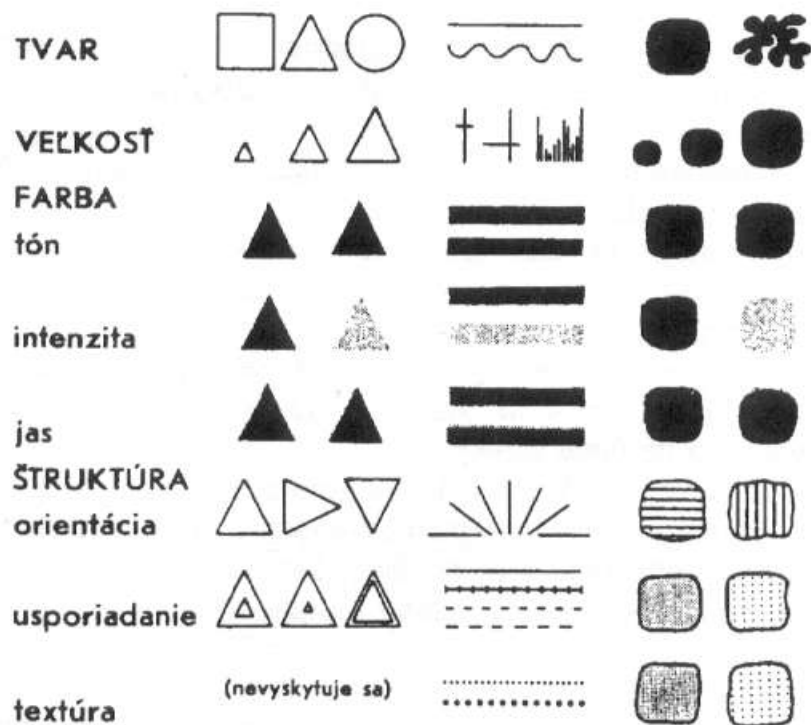 TVAR
VEĽKOSŤ
FARBA
tón
intenzita
jas
ŠTRUKTÚRA
orientácia
usporiadanie
(nevyskytuje sa)
textúra